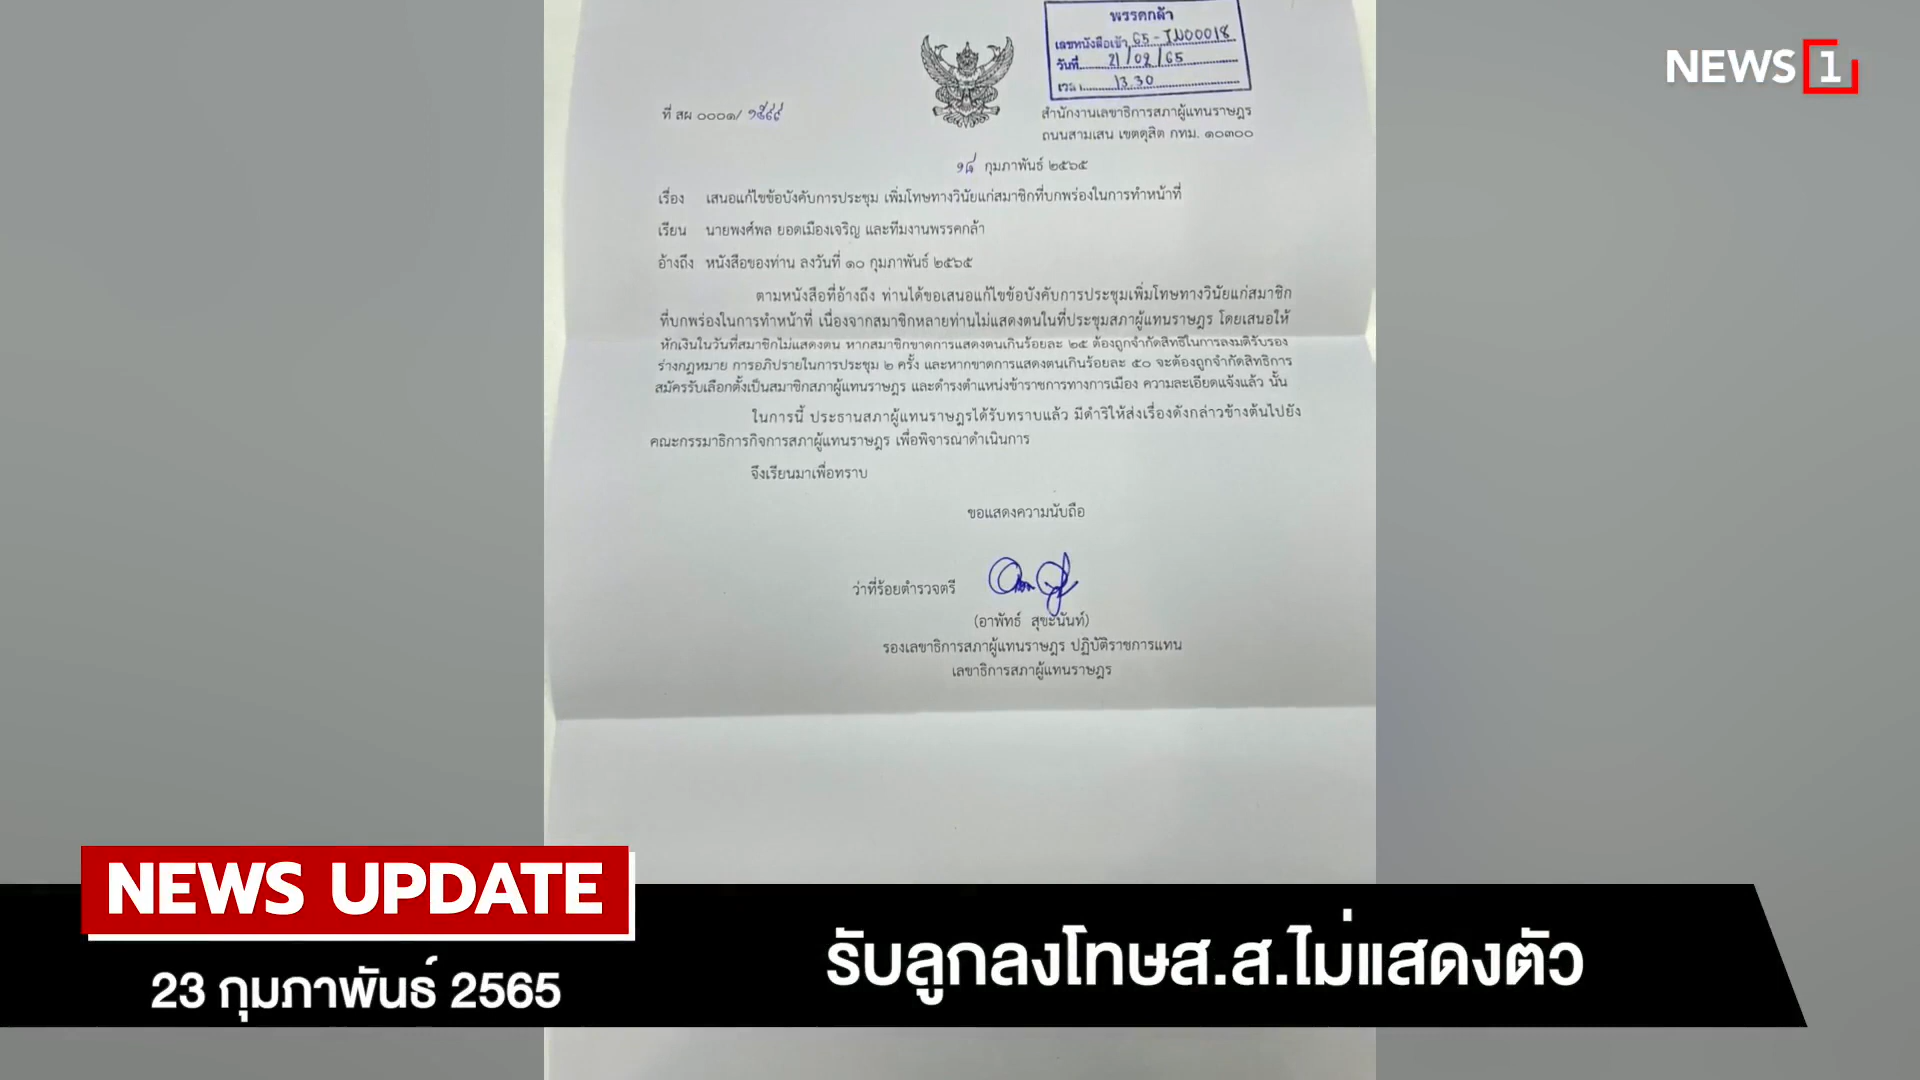 พรรคกล้า
เลขหนังสือเข้า 65-IN00018
วันที่ 21/02/65
เวลา 13.30
NEWS 1
ที่ สผ ๐๐๐๑/
สำนักงานเลขาธิการสภาผู้แทนราษฎร
ถนนสามเสน เขตดุสิต กทม. ๑๐๓๐๐
๑๘ กุมภาพันธ์ ๒๕๖๕
เรื่อง เสนอแก้ไขข้อบังคับการประชุม เพิ่มโทษทางวินัยแก่สมาชิกที่บกพร่องในการทำหน้าที่
เรียน นายพงศ์พล ยอดเมืองเจริญ และทีมงานพรรคกล้า
อ้างถึง หนังสือของท่าน ลงวันที่ ๑๐ กุมภาพันธ์ ๒๕๖๕
ตามหนังสือที่อ้างถึง ท่านได้ขอเสนอแก้ไขข้อบังคับการประชุมเพิ่มโทษทางวินัยแก่สมาชิก
ที่บกพร่องในการทำหน้าที่ เนื่องจากสมาชิกหลายท่านไม่แสดงตนในที่ประชุมสภาผู้แทนราษฎร โดยเสนอให้
หักเงินในวันที่สมาชิกไม่แสดงตน หากสมาชิกขาดการแสดงตนเกินร้อยละ ๒๕ ต้องถูกจำกัดสิทธิในการลงมติรับรอง
ร่างกฎหมาย การอภิปรายในการประชุม ๒ ครั้ง และหากขาดการแสดงตนเกินร้อยละ ๕๐ จะต้องถูกจำกัดสิทธิการ
สมัครรับเลือกตั้งเป็นสมาชิกสภาผู้แทนราษฎร และดำรงตำแหน่งข้าราชการทางการเมือง ความละเอียดแจ้งแล้ว นั้น
ในการนี้ ประธานสภาผู้แทนราษฎรได้รับทราบแล้ว มีดำริให้ส่งเรื่องดังกล่าวข้างต้นไปยัง
คณะกรรมาธิการกิจการสภาผู้แทนราษฎร เพื่อพิจารณาดำเนินการ
จึงเรียนมาเพื่อทราบ
ขอแสดงความนับถือ
ว่าที่ร้อยตำรวจตรี
(อาพัทธ์ สุขะนันท์)
รองเลขาธิการสภาผู้แทนราษฎร ปฏิบัติราชการแทน
เลขาธิการสภาผู้แทนราษฎร
NEWS UPDATE
23 กุมภาพันธ์ 2565
รับลูกลงโทษส.ส.ไม่แสดงตัว